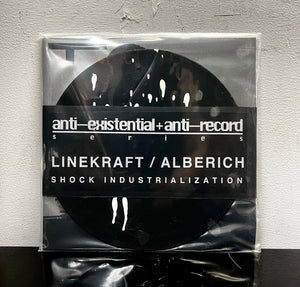 anti-existential+anti-record
series
LINEKRAFT / ALBERICH
SHOCK INDUSTRIALIZATION